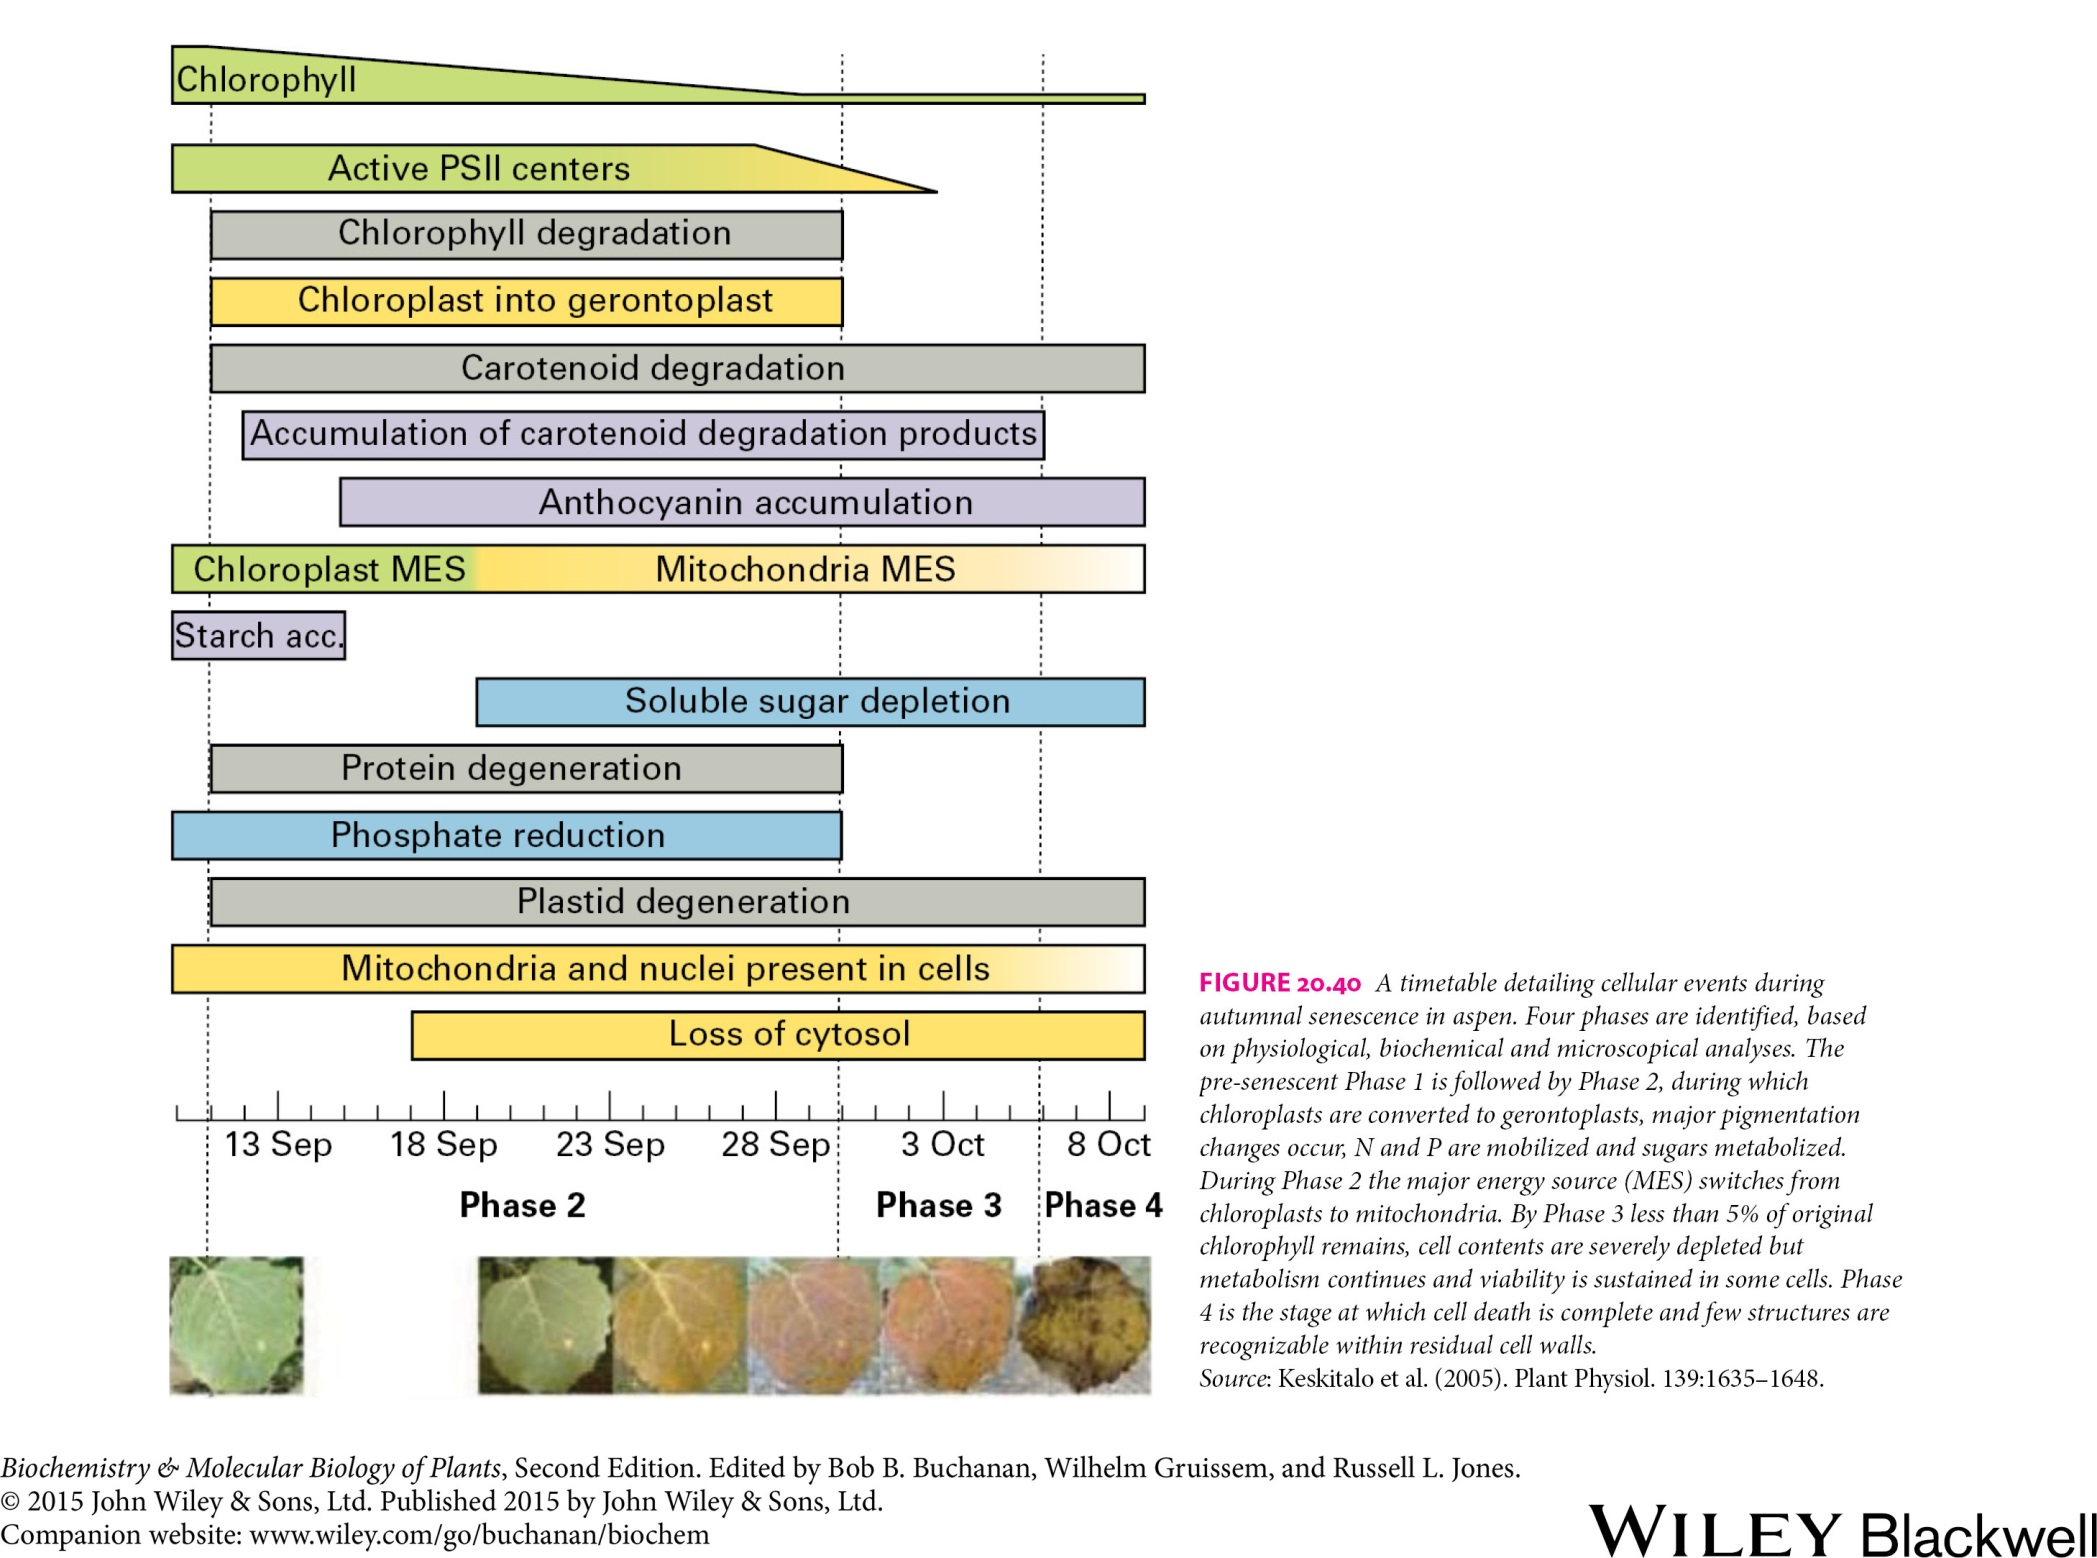 Chlorophyll
Active PSII centers
Chlorophyll degradation
Chloroplast into gerontoplast
Carotenoid degradation
Accumulation of carotenoid degradation products
Anthocyanin accumulation
Chloroplast MES Mitochondria MES
Starch acc.
Soluble sugar depletion
Protein degeneration
Phosphate reduction
Plastid degeneration
Mitochondria and nuclei present in cells
Loss of cytosol
13 Sep 18 Sep 23 Sep 28 Sep 3 Oct 8 Oct
Phase 2 Phase 3 Phase 4
FIGURE 20.40 A timetable detailing cellular events during
autumnal senescence in aspen. Four phases are identified, based
on physiological, biochemical and microscopical analyses. The
pre-senescent Phase 1 is followed by Phase 2, during which
chloroplasts are converted to gerontoplasts, major pigmentation
changes occur, N and P are mobilized and sugars metabolized.
During Phase 2 the major energy source (MES) switches from
chloroplasts to mitochondria. By Phase 3 less than 5% of original
chlorophyll remains, cell contents are severely depleted but
metabolism continues and viability is sustained in some cells. Phase
4 is the stage at which cell death is complete and few structures are
recognizable within residual cell walls.
Source: Keskitalo et al. (2005). Plant Physiol. 139:1635–1648.
Biochemistry & Molecular Biology of Plants, Second Edition. Edited by Bob B. Buchanan, Wilhelm Gruissem, and Russell L. Jones.
© 2015 John Wiley & Sons, Ltd. Published 2015 by John Wiley & Sons, Ltd.
Companion website: www.wiley.com/go/buchanan/biochem
WILEY Blackwell